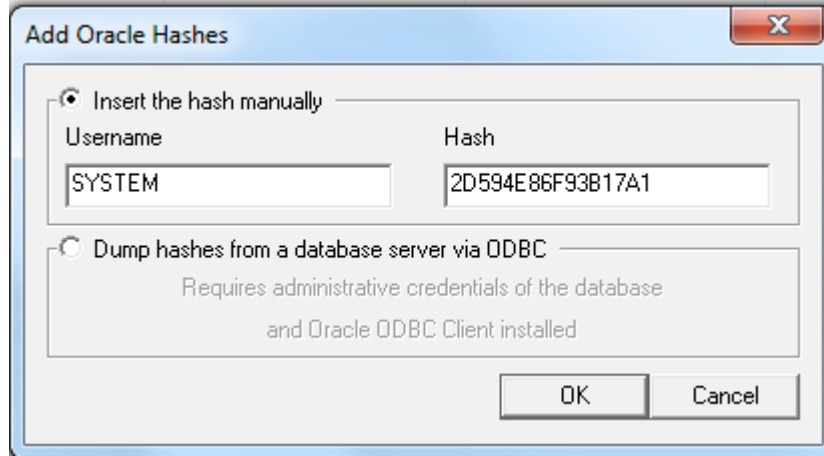 Add Oracle Hashes
Insert the hash manually
Username Hash
SYSTEM 2D594E86F93B17A1
Dump hashes from a database server via ODBC
Requires administrative credentials of the database
and Oracle ODBC Client installed
OK Cancel